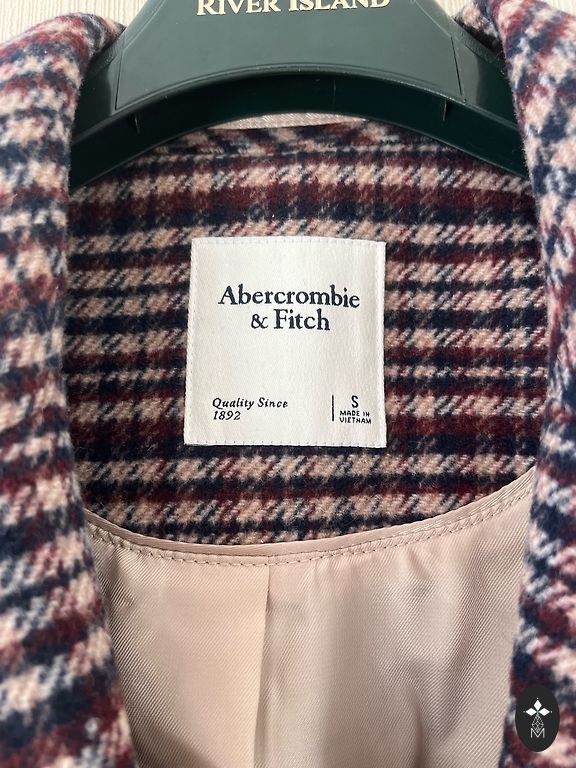 RIVER ISLAND
Abercrombie
& Fitch
Quality Since
1892
S
MADE IN
VIETNAM
M